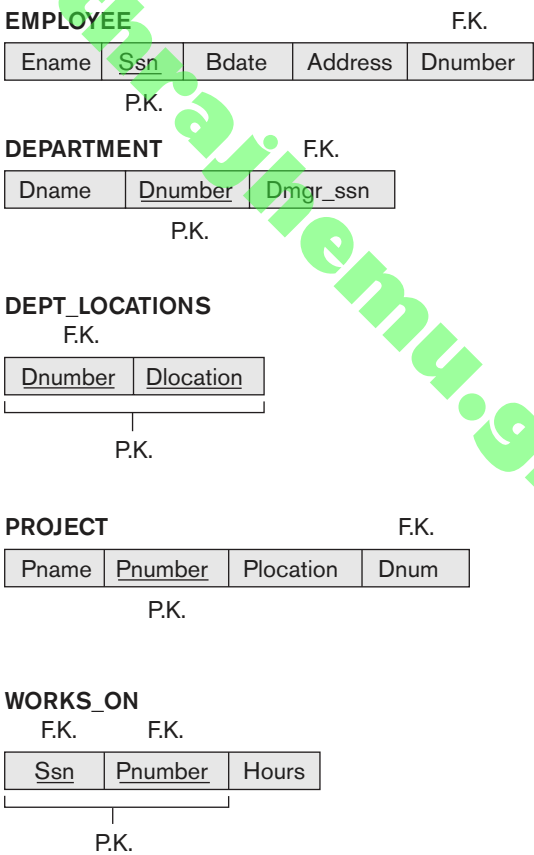 EMPLOYEE F.K.
Ename Ssn Bdate Address Dnumber
P.K.
DEPARTMENT F.K.
Dname Dnumber Dmgr_ssn
P.K.
DEPT_LOCATIONS
F.K.
Dnumber Dlocation
P.K.
PROJECT F.K.
Pname Pnumber Plocation Dnum
P.K.
WORKS_ON
F.K. F.K.
Ssn Pnumber Hours
P.K.